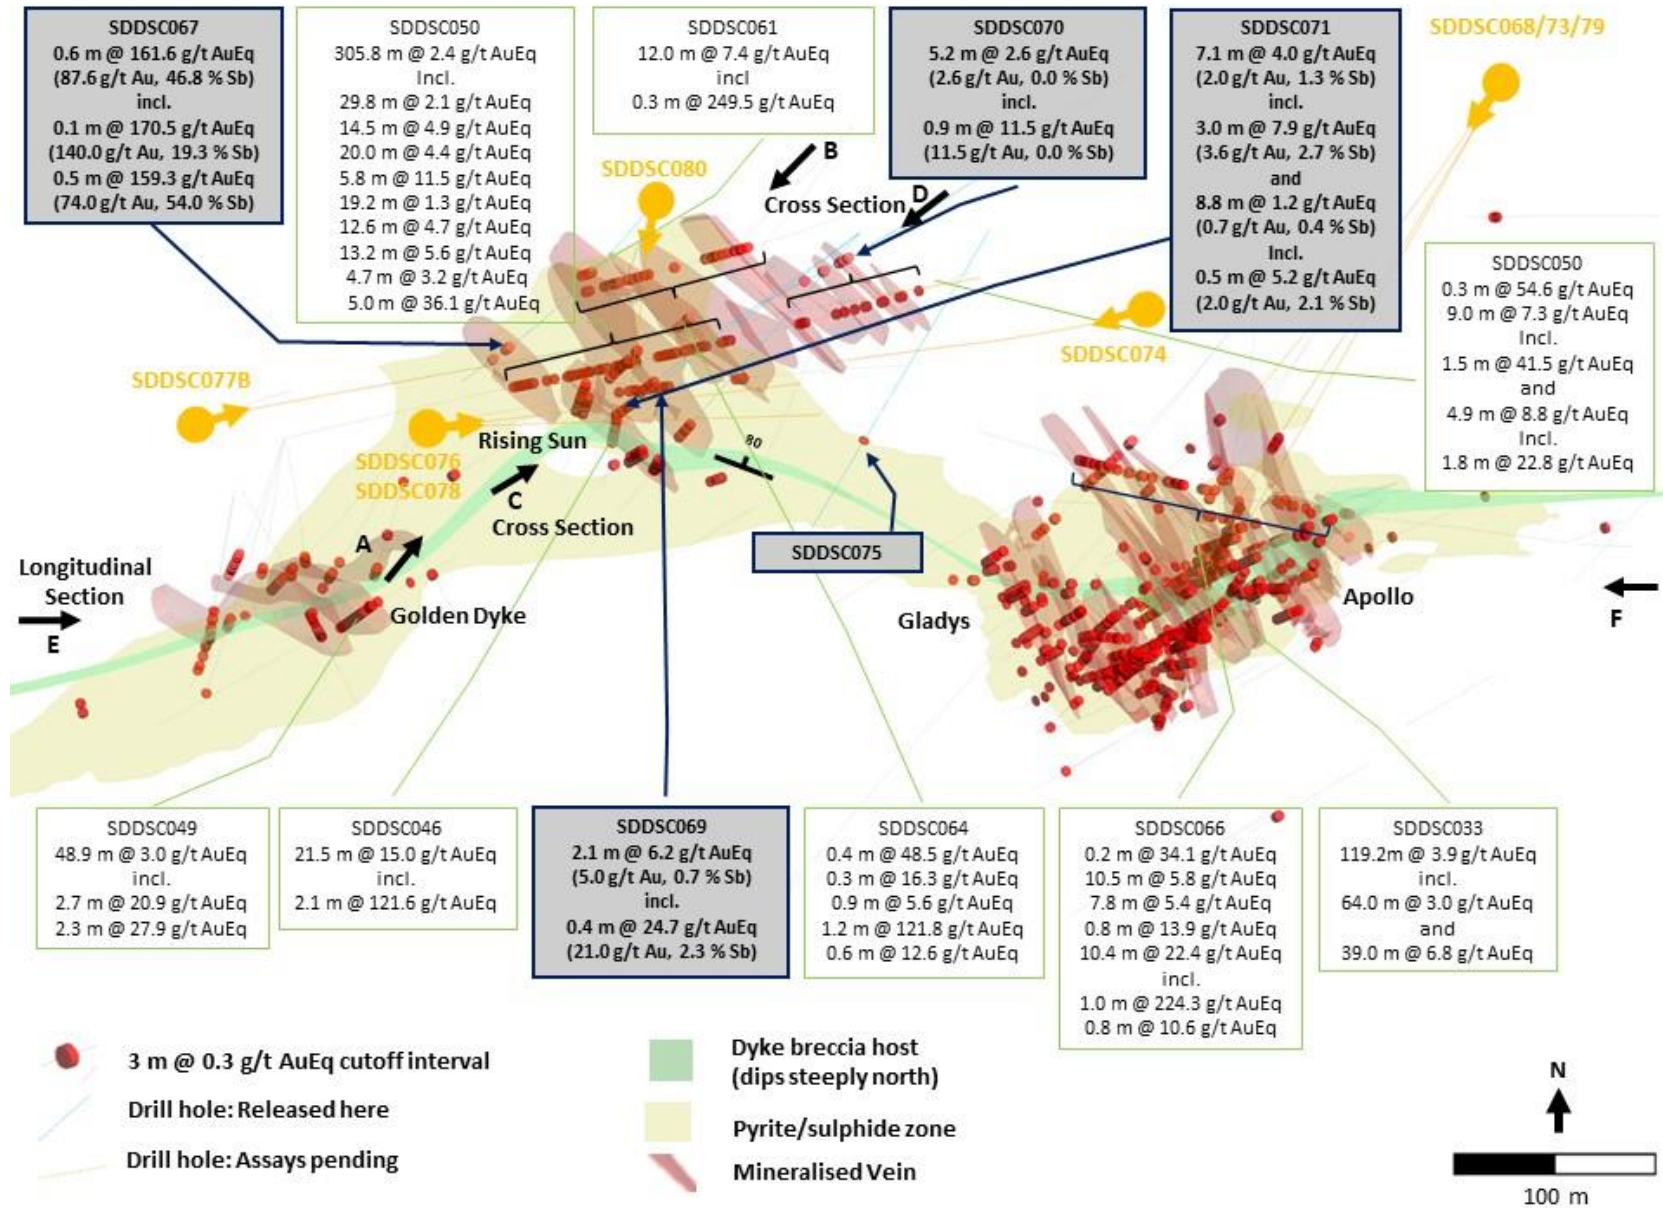 SDDSC067
0.6 m @ 161.6 g/t AuEq
(87.6 g/t Au, 46.8 % Sb)
incl.
0.1 m @ 170.5 g/t AuEq
(140.0 g/t Au, 19.3 % Sb)
0.5 m @ 159.3 g/t AuEq
(74.0 g/t Au, 54.0 % Sb)
SDDSC050
305.8 m @ 2.4 g/t AuEq
Incl.
29.8 m @ 2.1 g/t AuEq
14.5 m @ 4.9 g/t AuEq
20.0 m @ 4.4 g/t AuEq
5.8 m @ 11.5 g/t AuEq
19.2 m @ 1.3 g/t AuEq
12.6 m @ 4.7 g/t AuEq
13.2 m @ 5.6 g/t AuEq
4.7 m @ 3.2 g/t AuEq
5.0 m @ 36.1 g/t AuEq
SDDSC061
12.0 m @ 7.4 g/t AuEq
incl
0.3 m @ 249.5 g/t AuEq
SDDSC070
5.2 m @ 2.6 g/t AuEq
(2.6 g/t Au, 0.0 % Sb)
incl.
0.9 m @ 11.5 g/t AuEq
(11.5 g/t Au, 0.0 % Sb)
SDDSC071
7.1 m @ 4.0 g/t AuEq
(2.0 g/t Au, 1.3 % Sb)
incl.
3.0 m @ 7.9 g/t AuEq
(3.6 g/t Au, 2.7 % Sb)
and
8.8 m @ 1.2 g/t AuEq
(0.7 g/t Au, 0.4 % Sb)
Incl.
0.5 m @ 5.2 g/t AuEq
(2.0 g/t Au, 2.1 % Sb)
SDDSC068/73/79
SDDSC080
B
Cross Section
D
SDDSC050
0.3 m @ 54.6 g/t AuEq
9.0 m @ 7.3 g/t AuEq
Incl.
1.5 m @ 41.5 g/t AuEq
and
4.9 m @ 8.8 g/t AuEq
Incl.
1.8 m @ 22.8 g/t AuEq
SDDSC077B
SDDSC074
Rising Sun
80
SDDSC076
SDDSC078
C
Cross Section
A
SDDSC075
Longitudinal
Section
E
Golden Dyke
Gladys
Apollo
F
SDDSC049
48.9 m @ 3.0 g/t AuEq
incl.
2.7 m @ 20.9 g/t AuEq
2.3 m @ 27.9 g/t AuEq
SDDSC046
21.5 m @ 15.0 g/t AuEq
incl.
2.1 m @ 121.6 g/t AuEq
SDDSC069
2.1 m @ 6.2 g/t AuEq
(5.0 g/t Au, 0.7 % Sb)
incl.
0.4 m @ 24.7 g/t AuEq
(21.0 g/t Au, 2.3 % Sb)
SDDSC064
0.4 m @ 48.5 g/t AuEq
0.3 m @ 16.3 g/t AuEq
0.9 m @ 5.6 g/t AuEq
1.2 m @ 121.8 g/t AuEq
0.6 m @ 12.6 g/t AuEq
SDDSC066
0.2 m @ 34.1 g/t AuEq
10.5 m @ 5.8 g/t AuEq
7.8 m @ 5.4 g/t AuEq
0.8 m @ 13.9 g/t AuEq
10.4 m @ 22.4 g/t AuEq
incl.
1.0 m @ 224.3 g/t AuEq
0.8 m @ 10.6 g/t AuEq
SDDSC033
119.2m @ 3.9 g/t AuEq
incl.
64.0 m @ 3.0 g/t AuEq
and
39.0 m @ 6.8 g/t AuEq
3 m @ 0.3 g/t AuEq cutoff interval
Drill hole: Released here
Drill hole: Assays pending
Dyke breccia host
(dips steeply north)
Pyrite/sulphide zone
Mineralised Vein
N
100 m